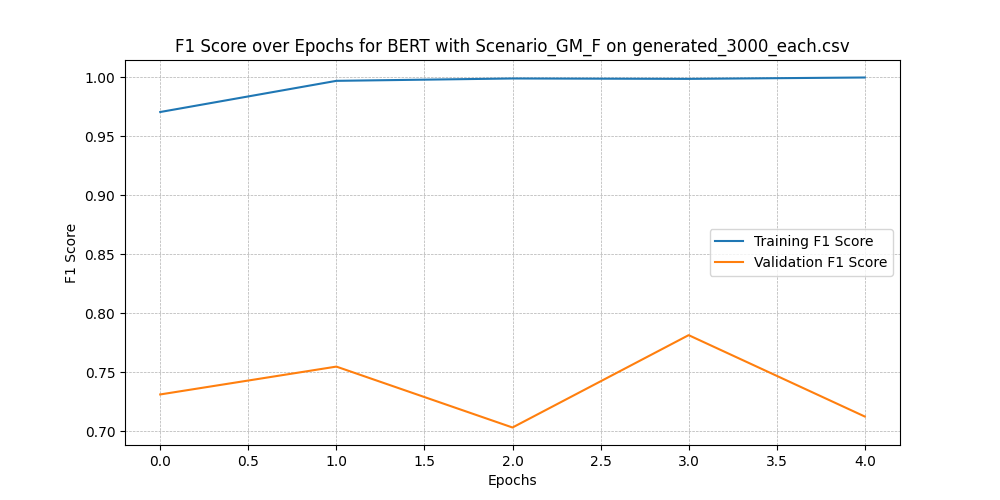 F1 Score over Epochs for BERT with Scenario_GM_F on generated_3000_each.csv
1.00
0.95
0.90
0.85
0.80
0.75
0.70
F1 Score
Training F1 Score
Validation F1 Score
0.0 0.5 1.0 1.5 2.0 2.5 3.0 3.5 4.0
Epochs